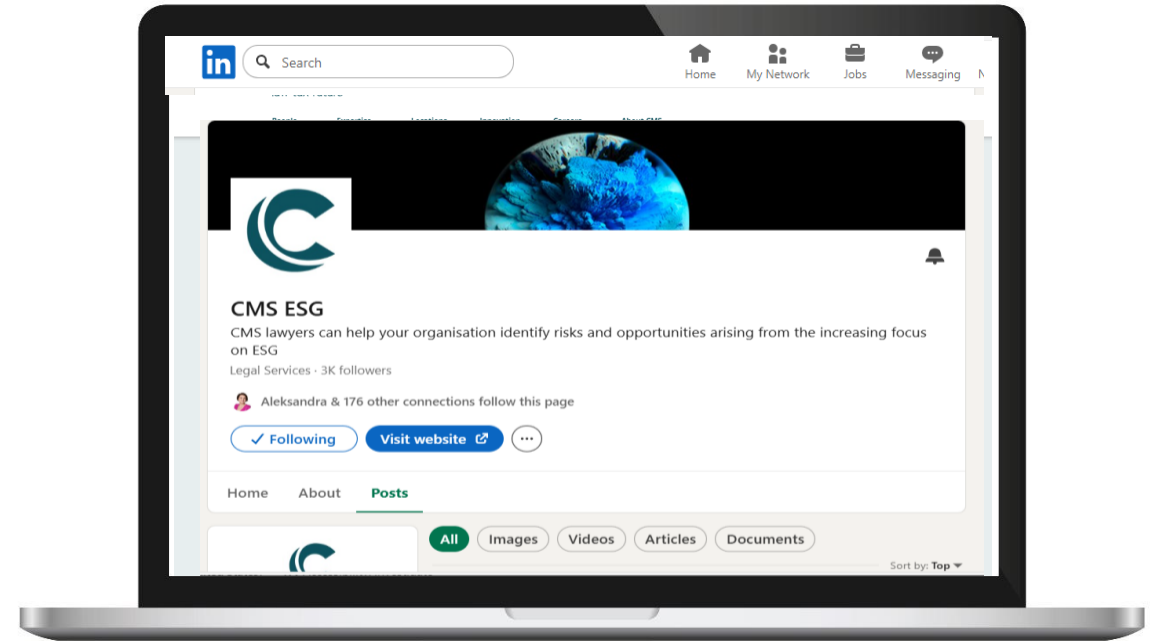 in
Search
Home
My Network
Jobs
Messaging
About CMS
CMS ESG
CMS lawyers can help your organisation identify risks and opportunities arising from the increasing focus
on ESG
Legal Services · 3K followers
Aleksandra & 176 other connections follow this page
Following
Visit website
Home
About
Posts
All
Images
Videos
Articles
Documents
Sort by: Top